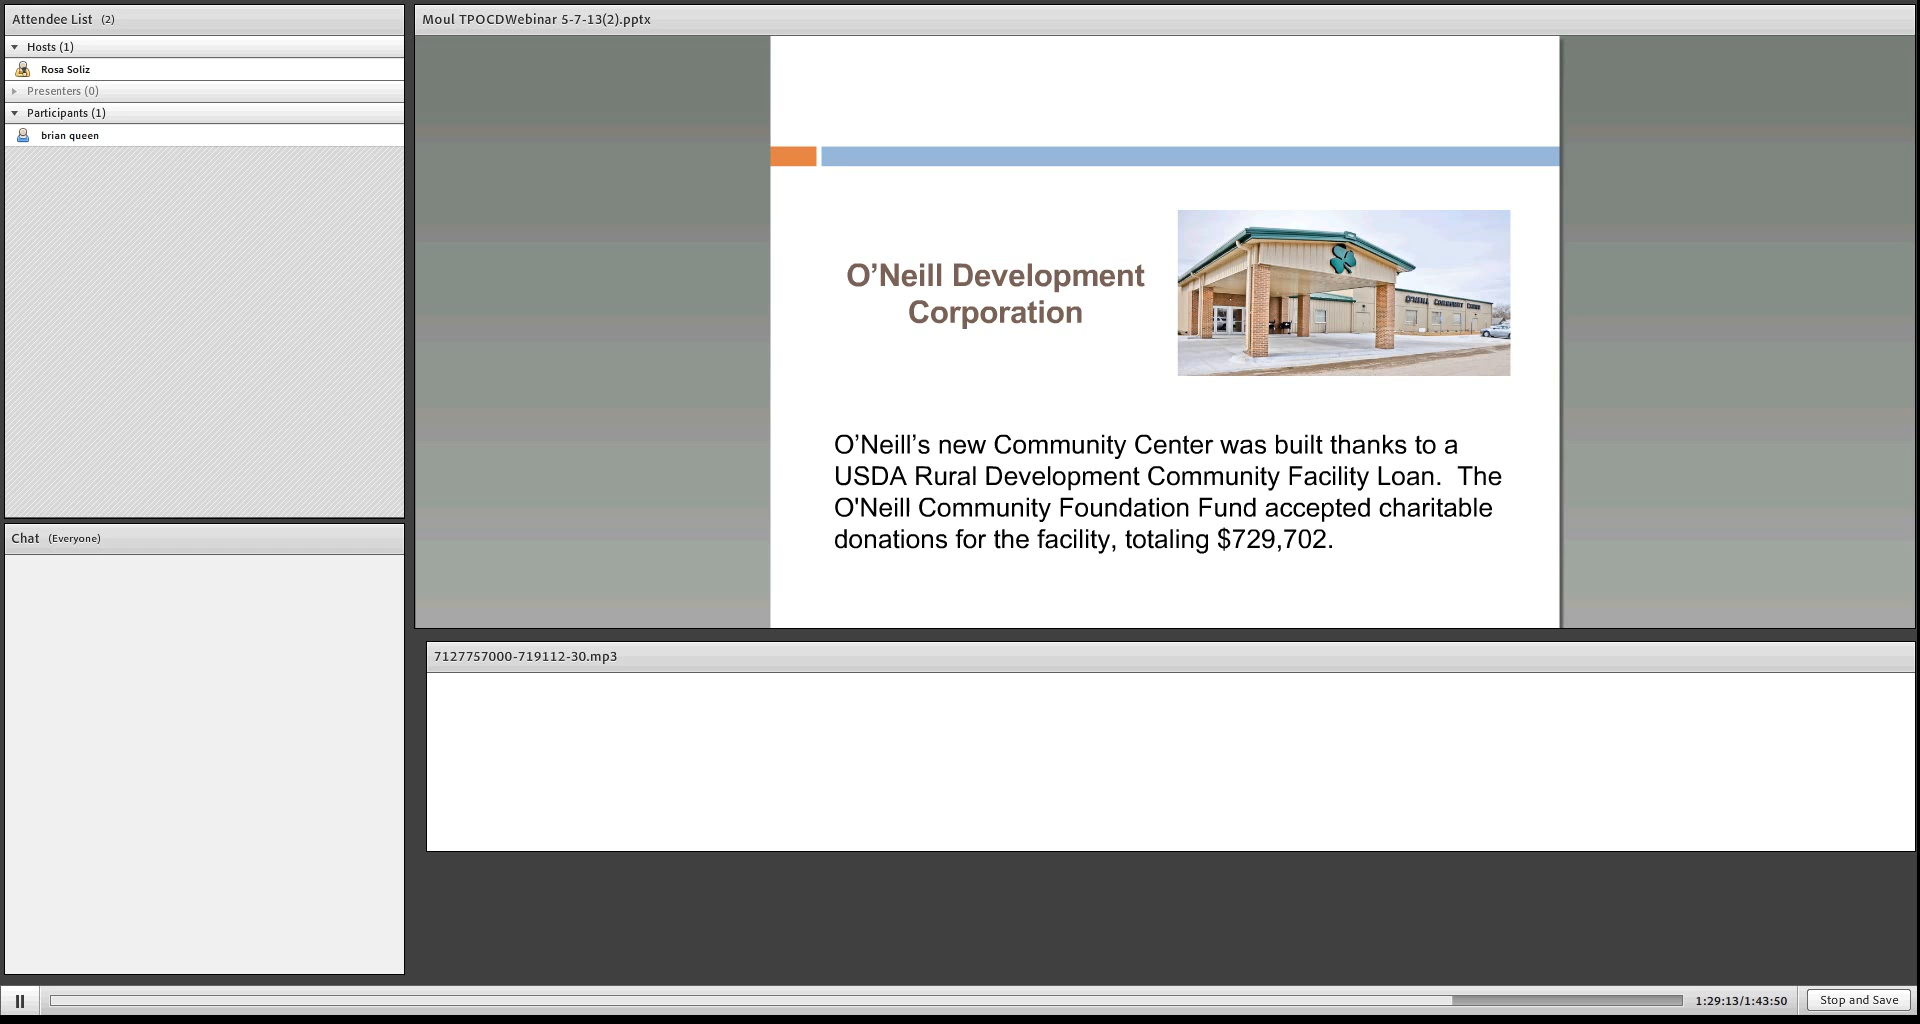 Attendee List (2)
Hosts (1)
Rosa Soliz
Presenters (0)
Participants (1)
brian queen
Chat (Everyone)
Moul TPOCDWebinar 5-7-13(2).pptx
O’Neill Development
Corporation
O'NEILL COMMUNITY CENTER
O’Neill’s new Community Center was built thanks to a
USDA Rural Development Community Facility Loan.  The
O'Neill Community Foundation Fund accepted charitable
donations for the facility, totaling $729,702.
7127757000-719112-30.mp3
1:29:13/1:43:50
Stop and Save